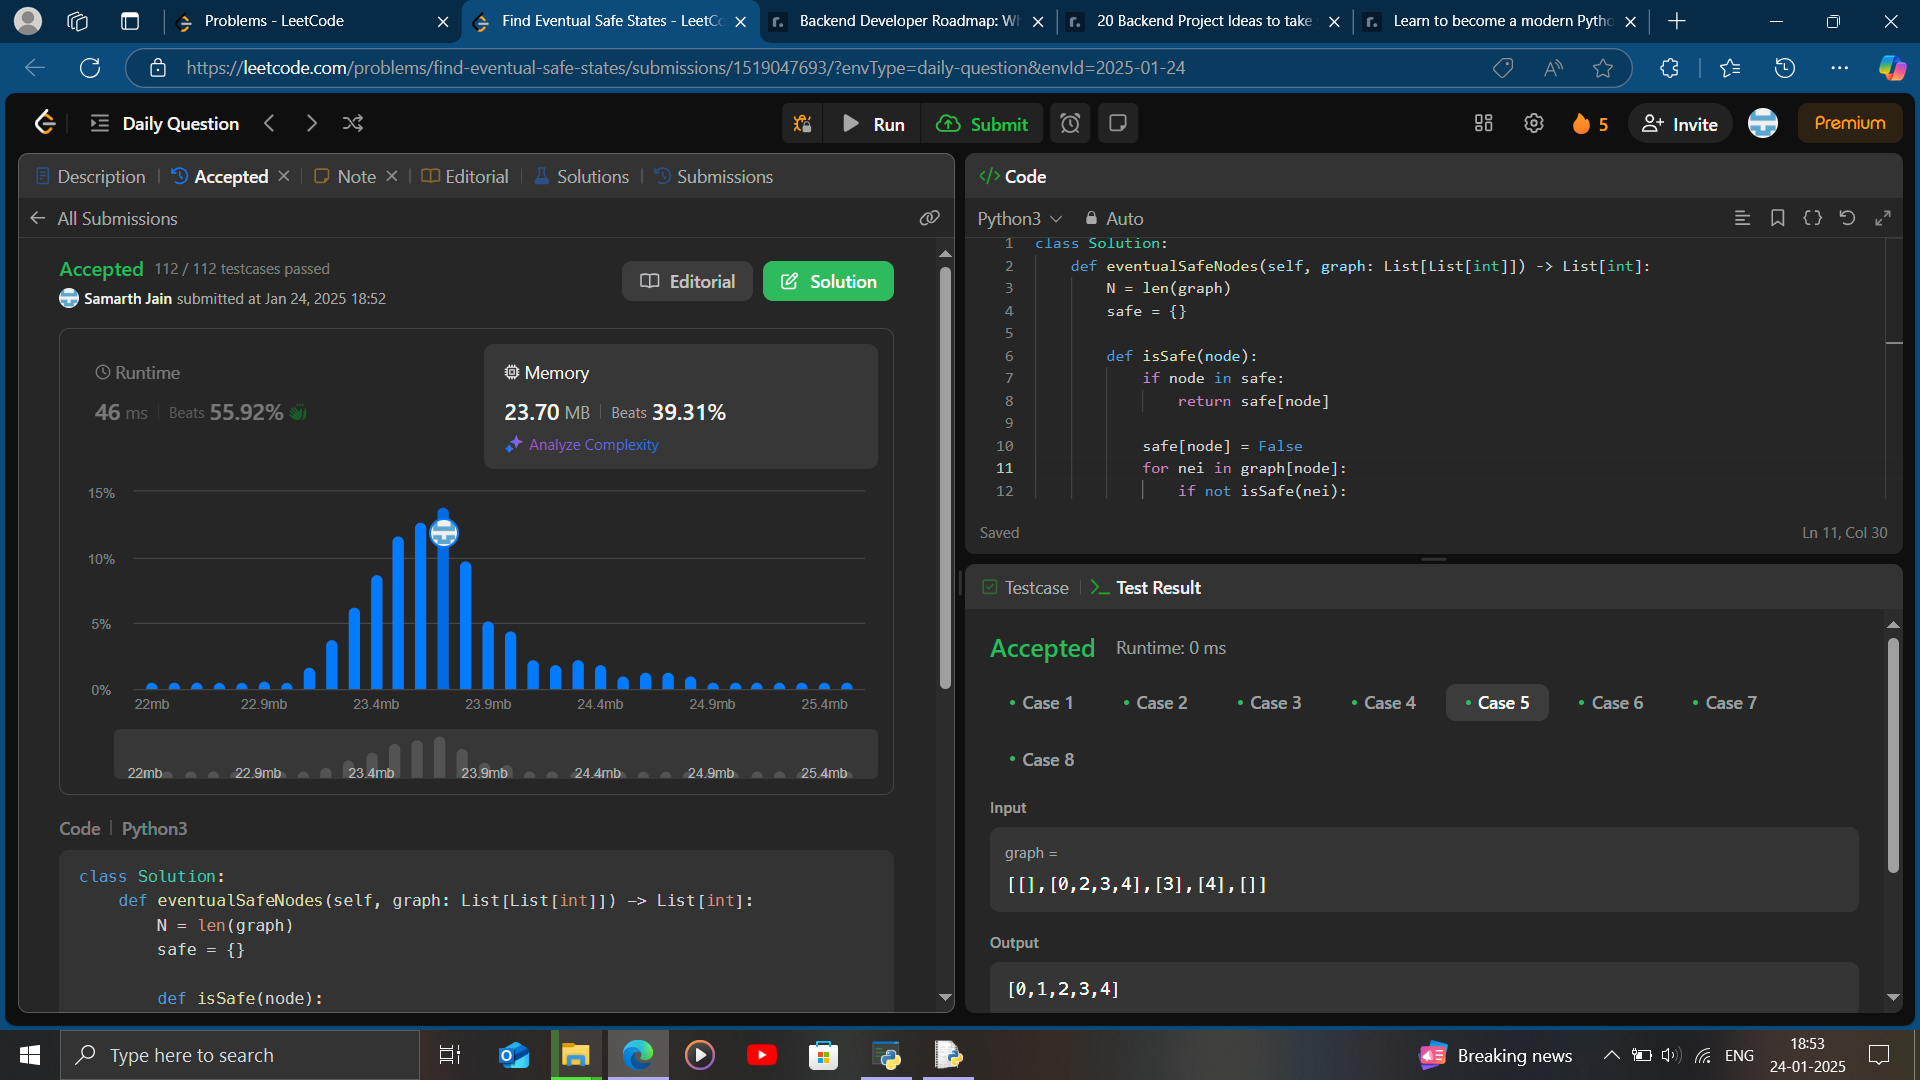 Problems - LeetCode
Find Eventual Safe States - LeetCo
Backend Developer Roadmap: Wh
20 Backend Project Ideas to take
Learn to become a modern Pytho
https://leetcode.com/problems/find-eventual-safe-states/submissions/1519047693/?envType=daily-question&envId=2025-01-24
Daily Question
Run
Submit
5
Invite
Premium
Description
Accepted
Note
Editorial
Solutions
Submissions
All Submissions
Accepted 112 / 112 testcases passed
Samarth Jain submitted at Jan 24, 2025 18:52
Editorial
Solution
Runtime
46 ms | Beats 55.92%
Memory
23.70 MB | Beats 39.31%
Analyze Complexity
15%
10%
5%
0%
22mb 22.9mb 23.4mb 23.9mb 24.4mb 24.9mb 25.4mb
22mb 22.9mb 23.4mb 23.9mb 24.4mb 24.9mb 25.4mb
Code | Python3
class Solution:
    def eventualSafeNodes(self, graph: List[List[int]]) -> List[int]:
        N = len(graph)
        safe = {}
        def isSafe(node):
</> Code
Python3
Auto
1 class Solution:
2     def eventualSafeNodes(self, graph: List[List[int]]) -> List[int]:
3         N = len(graph)
4         safe = {}
5
6         def isSafe(node):
7             if node in safe:
8                 return safe[node]
9
10             safe[node] = False
11             for nei in graph[node]:
12                 if not isSafe(nei):
Saved
Ln 11, Col 30
Testcase
Test Result
Accepted Runtime: 0 ms
Case 1
Case 2
Case 3
Case 4
Case 5
Case 6
Case 7
Case 8
Input
graph =
[[],[0,2,3,4],[3],[4],[]]
Output
[0,1,2,3,4]
Type here to search
Breaking news
ENG
18:53
24-01-2025